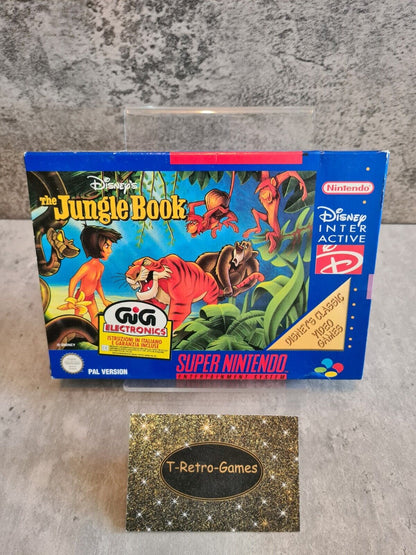 Disney's
The Jungle Book
Nintendo
Disney
INTER
ACTIVE
D
DISNEY'S CLASSIC
VIDEO
GAMES
GiG
ELECTRONICS
ISTRUZIONI IN ITALIANO
E GARANZIA INCLUSE
© DISNEY
PAL VERSION
SUPER NINTENDO
ENTERTAINMENT SYSTEM
T-Retro-Games